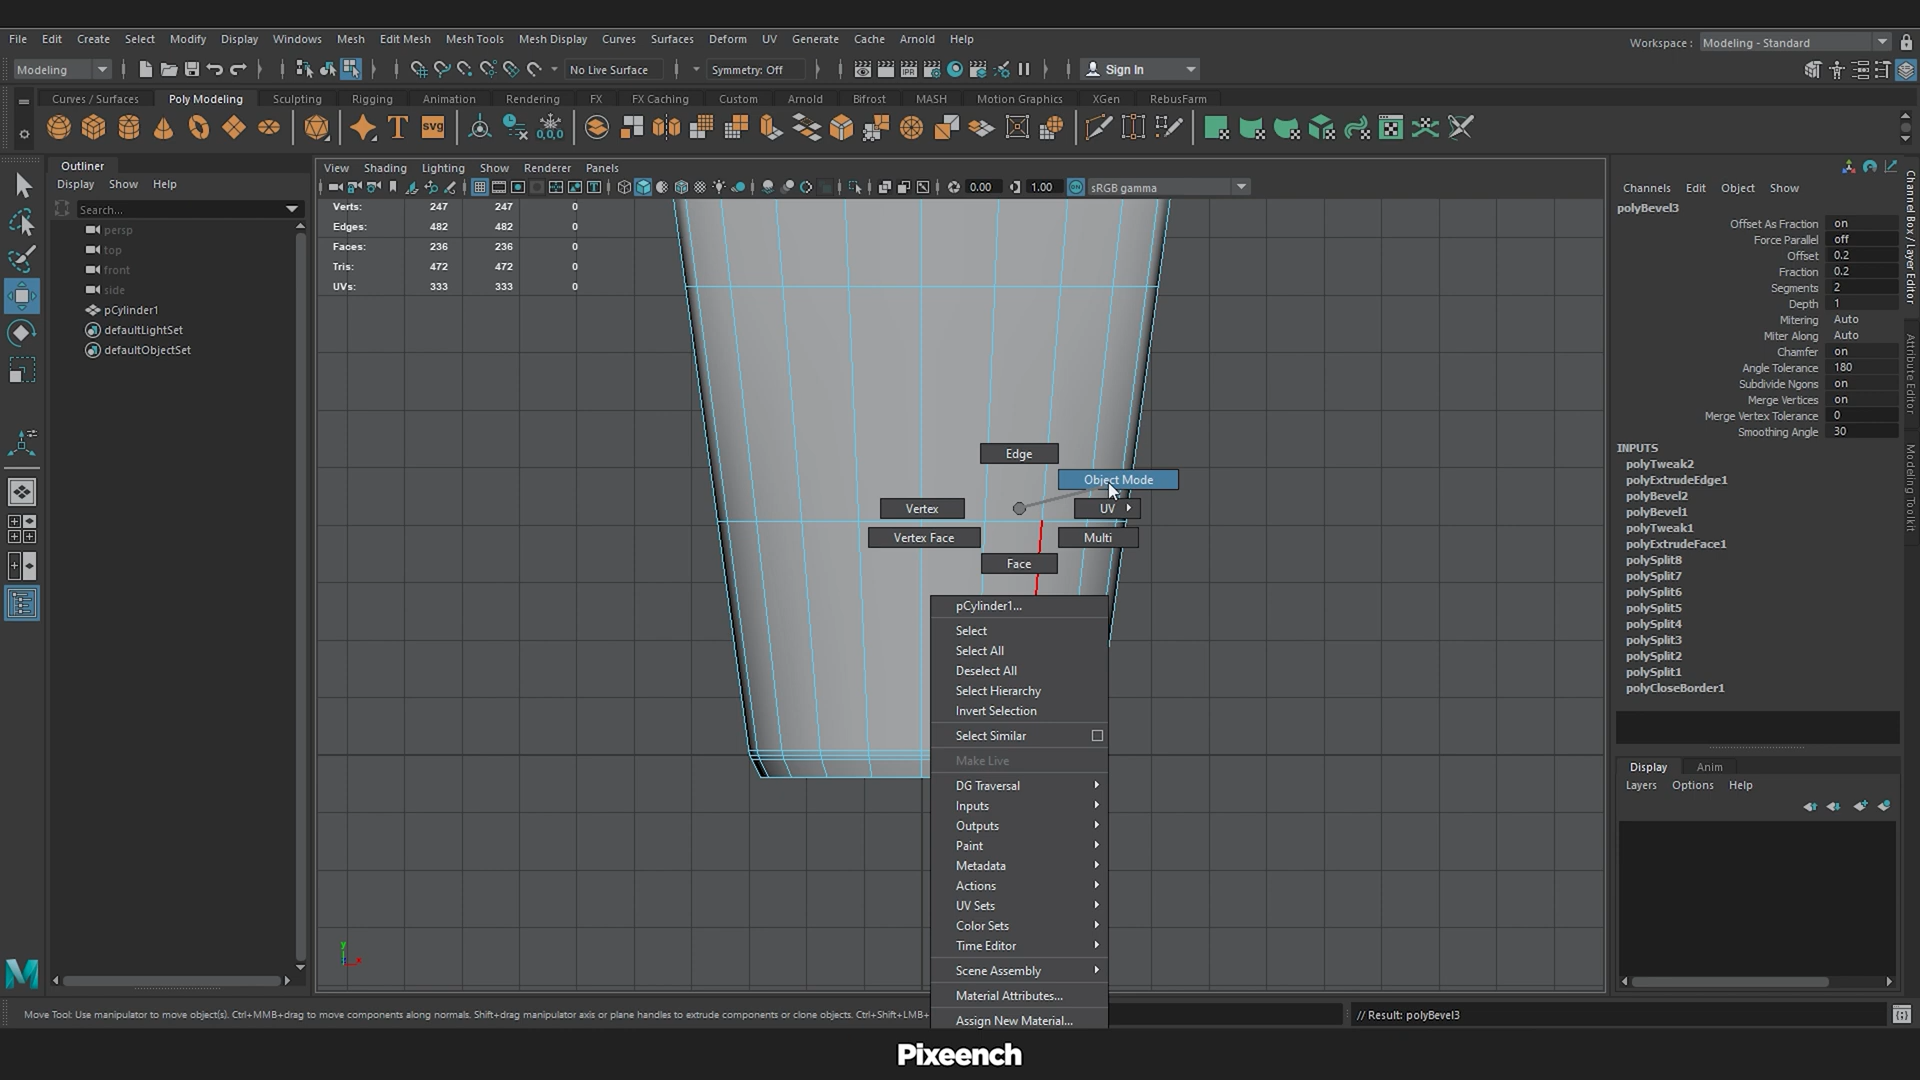 File Edit Create Select Modify Display Windows Mesh Edit Mesh Mesh Tools Mesh Display Curves Surfaces Deform UV Generate Cache Arnold Help
Workspace : Modeling - Standard
Modeling No Live Surface Symmetry: Off Sign In
Curves / Surfaces Poly Modeling Sculpting Rigging Animation Rendering FX FX Caching Custom Arnold Bifrost MASH Motion Graphics XGen RebusFarm
T SVG 0,0,0
Outliner
Display Show Help
Search...
persp
top
front
side
pCylinder1
defaultLightSet
defaultObjectSet
View Shading Lighting Show Renderer Panels
0.00 1.00 sRGB gamma
Verts: 247 247 0
Edges: 482 482 0
Faces: 236 236 0
Tris: 472 472 0
UVs: 333 333 0
Edge
Object Mode
Vertex
UV
Vertex Face
Multi
Face
pCylinder1...
Select
Select All
Deselect All
Select Hierarchy
Invert Selection
Select Similar
Make Live
DG Traversal
Inputs
Outputs
Paint
Metadata
Actions
UV Sets
Color Sets
Time Editor
Scene Assembly
Material Attributes...
Assign New Material...
y
x
Channels Edit Object Show
polyBevel3
Offset As Fraction on
Force Parallel off
Offset 0.2
Fraction 0.2
Segments 2
Depth 1
Mitering Auto
Miter Along Auto
Chamfer on
Angle Tolerance 180
Subdivide Ngons on
Merge Vertices on
Merge Vertex Tolerance 0
Smoothing Angle 30
INPUTS
polyTweak2
polyExtrudeEdge1
polyBevel2
polyBevel1
polyTweak1
polyExtrudeFace1
polySplit8
polySplit7
polySplit6
polySplit5
polySplit4
polySplit3
polySplit2
polySplit1
polyCloseBorder1
Display Anim
Layers Options Help
Channel Box / Layer Editor
Attribute Editor
Modeling Toolkit
Move Tool: Use manipulator to move object(s). Ctrl+MMB+drag to move components along normals. Shift+drag manipulator axis or plane handles to extrude components or clone objects. Ctrl+Shift+LMB+
// Result: polyBevel3
Pixeench